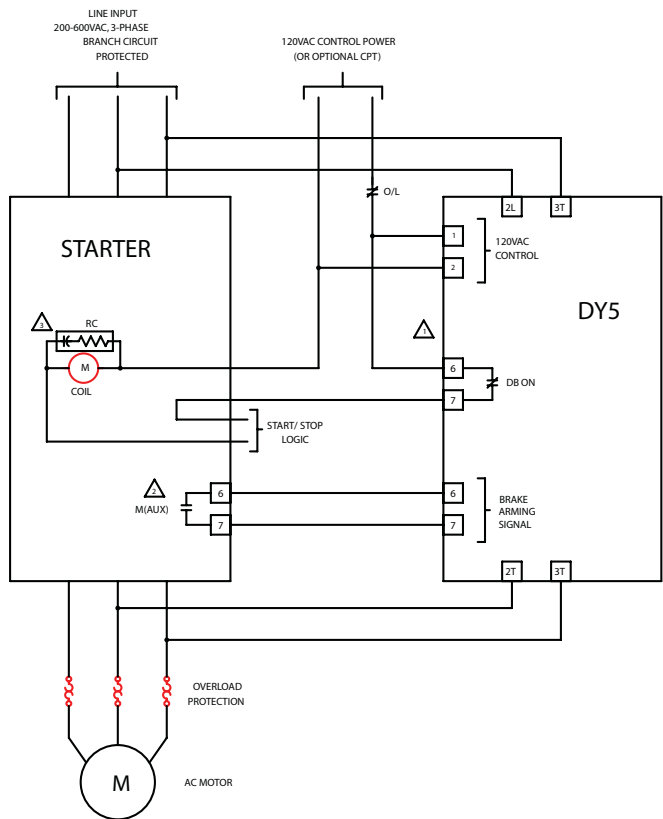 LINE INPUT
200-600VAC, 3-PHASE
BRANCH CIRCUIT
PROTECTED
120VAC CONTROL POWER
(OR OPTIONAL CPT)
O/L
2L
3T
STARTER
1
2
120VAC
CONTROL
DY5
3
RC
M
COIL
1
6
7
DB ON
START/ STOP
LOGIC
2
M(AUX)
6
7
6
7
BRAKE
ARMING
SIGNAL
2T
3T
OVERLOAD
PROTECTION
M
AC MOTOR